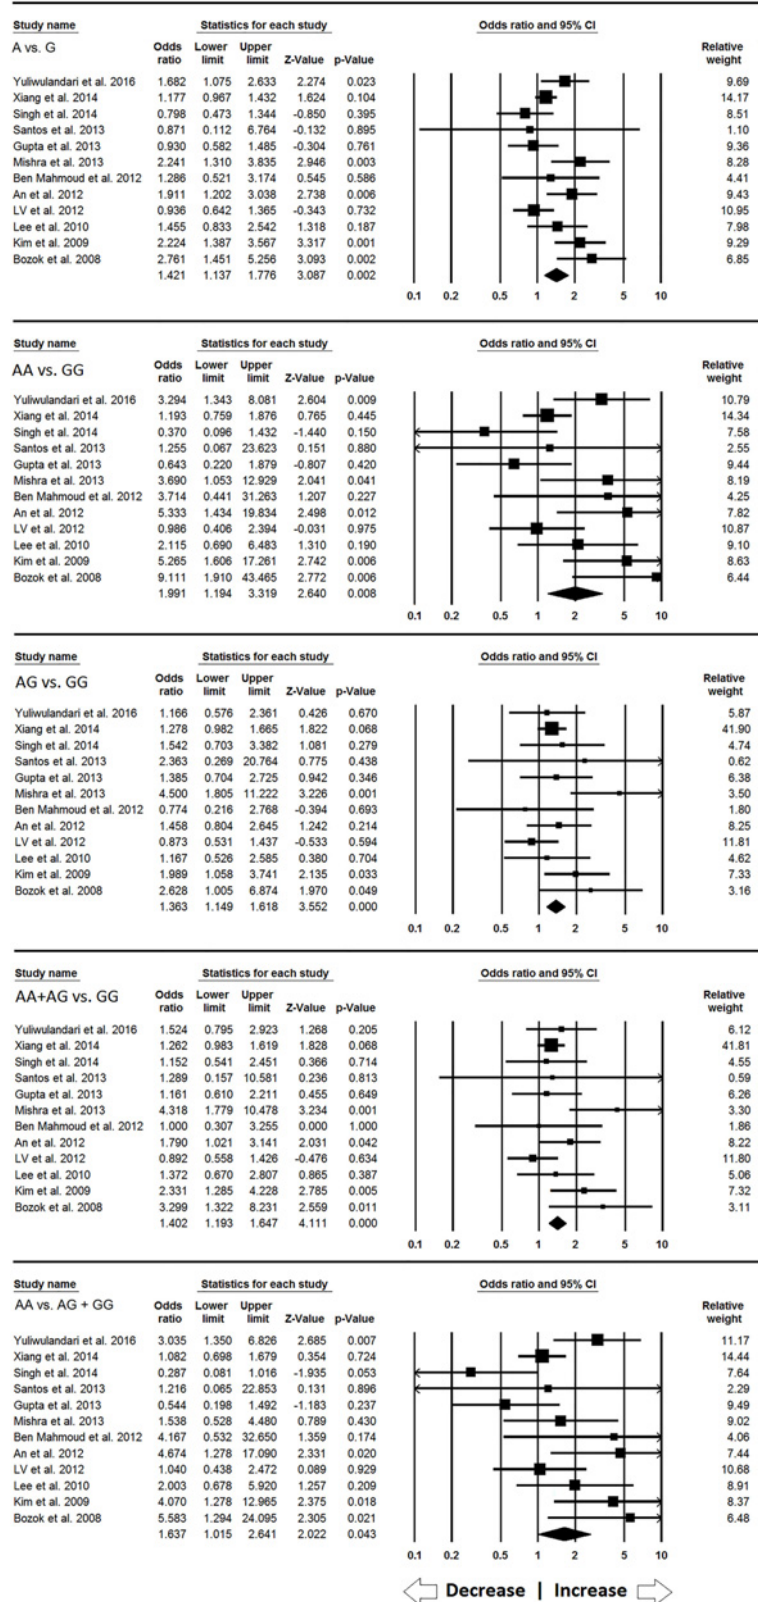 Study name Statistics for each study Odds ratio and 95% CI
A vs. G Odds ratio Lower limit Upper limit Z-Value p-Value Relative weight
Yuliwulandari et al. 2016 1.682 1.075 2.633 2.274 0.023 9.69
Xiang et al. 2014 1.177 0.967 1.432 1.624 0.104 14.17
Singh et al. 2014 0.798 0.473 1.344 -0.850 0.395 8.51
Santos et al. 2013 0.871 0.112 6.764 -0.132 0.895 1.10
Gupta et al. 2013 0.930 0.582 1.485 -0.304 0.761 9.36
Mishra et al. 2013 2.241 1.310 3.835 2.946 0.003 8.28
Ben Mahmoud et al. 2012 1.286 0.521 3.174 0.545 0.586 4.41
An et al. 2012 1.911 1.202 3.038 2.738 0.006 9.43
LV et al. 2012 0.936 0.642 1.365 -0.343 0.732 10.95
Lee et al. 2010 1.455 0.833 2.542 1.318 0.187 7.98
Kim et al. 2009 2.224 1.387 3.567 3.317 0.001 9.29
Bozok et al. 2008 2.761 1.451 5.256 3.093 0.002 6.85
1.421 1.137 1.776 3.087 0.002
0.1 0.2 1 2 5 10
Study name Statistics for each study Odds ratio and 95% CI
AA vs. GG Odds ratio Lower limit Upper limit Z-Value p-Value Relative weight
Yuliwulandari et al. 2016 3.294 1.343 8.081 2.604 0.009 10.79
Xiang et al. 2014 1.193 0.759 1.876 0.765 0.445 14.34
Singh et al. 2014 0.370 0.096 1.432 -1.440 0.150 7.58
Santos et al. 2013 1.255 0.067 23.623 0.151 0.880 2.55
Gupta et al. 2013 0.643 0.220 1.879 -0.807 0.420 9.44
Mishra et al. 2013 3.690 1.053 12.929 2.041 0.041 8.19
Ben Mahmoud et al. 2012 3.714 0.441 31.263 1.207 0.227 4.25
An et al. 2012 5.333 1.434 19.834 2.498 0.012 7.82
LV et al. 2012 0.986 0.406 2.394 -0.031 0.975 10.87
Lee et al. 2010 2.115 0.690 6.483 1.310 0.190 9.10
Kim et al. 2009 5.265 1.606 17.261 2.742 0.006 8.63
Bozok et al. 2008 9.111 1.910 43.465 2.772 0.006 6.44
1.991 1.194 3.319 2.640 0.008
0.1 0.2 1 2 5 10
Study name Statistics for each study Odds ratio and 95% CI
AG vs. GG Odds ratio Lower limit Upper limit Z-Value p-Value Relative weight
Yuliwulandari et al. 2016 1.166 0.576 2.361 0.426 0.670 5.87
Xiang et al. 2014 1.278 0.982 1.665 1.822 0.068 41.90
Singh et al. 2014 1.542 0.703 3.382 1.081 0.279 4.74
Santos et al. 2013 2.363 0.269 20.764 0.775 0.438 0.62
Gupta et al. 2013 1.385 0.704 2.725 0.942 0.346 6.38
Mishra et al. 2013 4.500 1.805 11.222 3.226 0.001 3.50
Ben Mahmoud et al. 2012 0.774 0.216 2.768 -0.394 0.693 1.80
An et al. 2012 1.458 0.804 2.645 1.242 0.214 8.25
LV et al. 2012 0.873 0.531 1.437 -0.533 0.594 11.81
Lee et al. 2010 1.167 0.526 2.585 0.380 0.704 4.62
Kim et al. 2009 1.989 1.058 3.741 2.135 0.033 7.33
Bozok et al. 2008 2.628 1.005 6.874 1.970 0.049 3.16
1.363 1.149 1.618 3.552 0.000
0.1 0.2 1 2 5 10
Study name Statistics for each study Odds ratio and 95% CI
AA+AG vs. GG Odds ratio Lower limit Upper limit Z-Value p-Value Relative weight
Yuliwulandari et al. 2016 1.524 0.795 2.923 1.268 0.205 6.12
Xiang et al. 2014 1.262 0.983 1.619 1.828 0.068 41.81
Singh et al. 2014 1.152 0.541 2.451 0.366 0.714 4.55
Santos et al. 2013 1.289 0.157 10.581 0.236 0.813 0.59
Gupta et al. 2013 1.161 0.610 2.211 0.455 0.649 6.26
Mishra et al. 2013 4.318 1.779 10.478 3.234 0.001 3.30
Ben Mahmoud et al. 2012 1.000 0.307 3.255 0.000 1.000 1.86
An et al. 2012 1.790 1.021 3.141 2.031 0.042 8.22
LV et al. 2012 0.892 0.558 1.426 -0.476 0.634 11.80
Lee et al. 2010 1.372 0.670 2.807 0.865 0.387 5.06
Kim et al. 2009 2.331 1.285 4.228 2.785 0.005 7.32
Bozok et al. 2008 3.299 1.322 8.231 2.559 0.011 3.11
1.402 1.193 1.647 4.111 0.000
0.1 0.2 1 2 5 10
Study name Statistics for each study Odds ratio and 95% CI
AA vs. AG + GG Odds ratio Lower limit Upper limit Z-Value p-Value Relative weight
Yuliwulandari et al. 2016 3.035 1.350 6.826 2.685 0.007 11.17
Xiang et al. 2014 1.082 0.698 1.679 0.354 0.724 14.44
Singh et al. 2014 0.287 0.081 1.016 -1.935 0.053 7.64
Santos et al. 2013 1.216 0.065 22.853 0.131 0.896 2.29
Gupta et al. 2013 0.544 0.198 1.492 -1.183 0.237 9.49
Mishra et al. 2013 1.538 0.528 4.480 0.789 0.430 9.02
Ben Mahmoud et al. 2012 4.167 0.532 32.650 1.359 0.174 4.06
An et al. 2012 4.674 1.278 17.090 2.331 0.020 7.44
LV et al. 2012 1.040 0.438 2.472 0.089 0.929 10.68
Lee et al. 2010 2.003 0.678 5.920 1.257 0.209 8.91
Kim et al. 2009 4.070 1.278 12.965 2.375 0.018 8.37
Bozok et al. 2008 5.583 1.294 24.095 2.305 0.021 6.48
1.637 1.015 2.641 2.022 0.043
0.1 0.2 1 2 5 10
Decrease | Increase